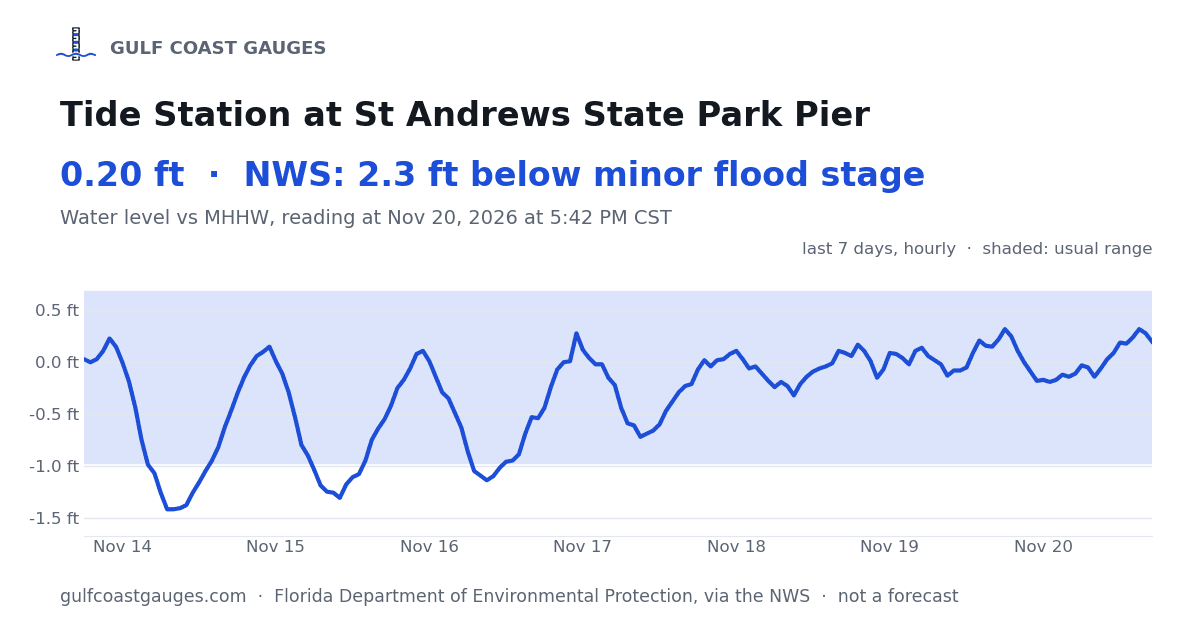 GULF COAST GAUGES
Tide Station at St Andrews State Park Pier
0.20 ft · NWS: 2.3 ft below minor flood stage
Water level vs MHHW, reading at Nov 20, 2026 at 5:42 PM CST
last 7 days, hourly · shaded: usual range
0.5 ft
0.0 ft
-0.5 ft
-1.0 ft
-1.5 ft
Nov 14 Nov 15 Nov 16 Nov 17 Nov 18 Nov 19 Nov 20
gulfcoastgauges.com · Florida Department of Environmental Protection, via the NWS · not a forecast